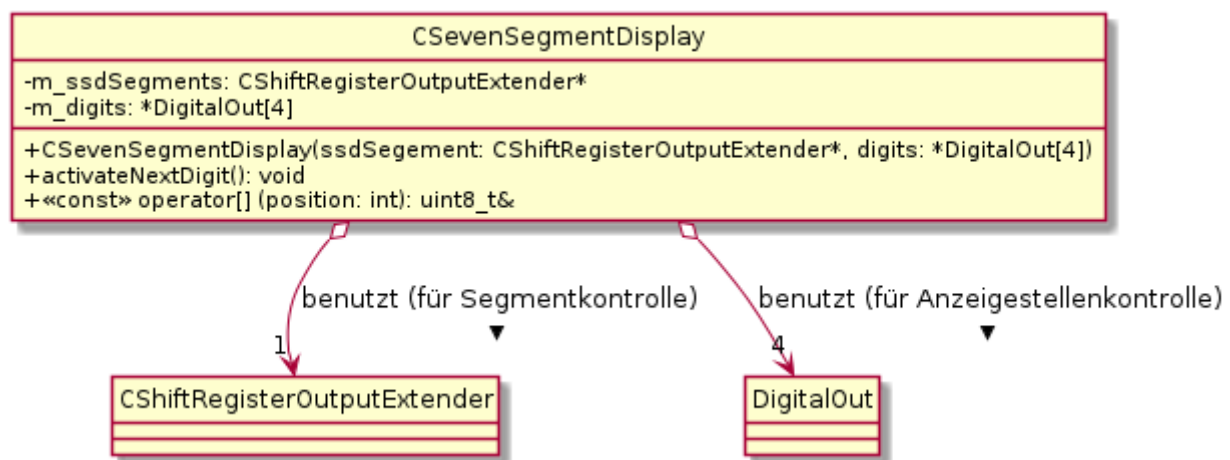 CSevenSegmentDisplay
-m_ssdSegments: CShiftRegisterOutputExtender*
-m_digits: *DigitalOut[4]
+CSevenSegmentDisplay(ssdSegement: CShiftRegisterOutputExtender*, digits: *DigitalOut[4])
+activateNextDigit(): void
+«const» operator[] (position: int): uint8_t&
benutzt (für Segmentkontrolle)
benutzt (für Anzeigestellenkontrolle)
1
4
CShiftRegisterOutputExtender
DigitalOut